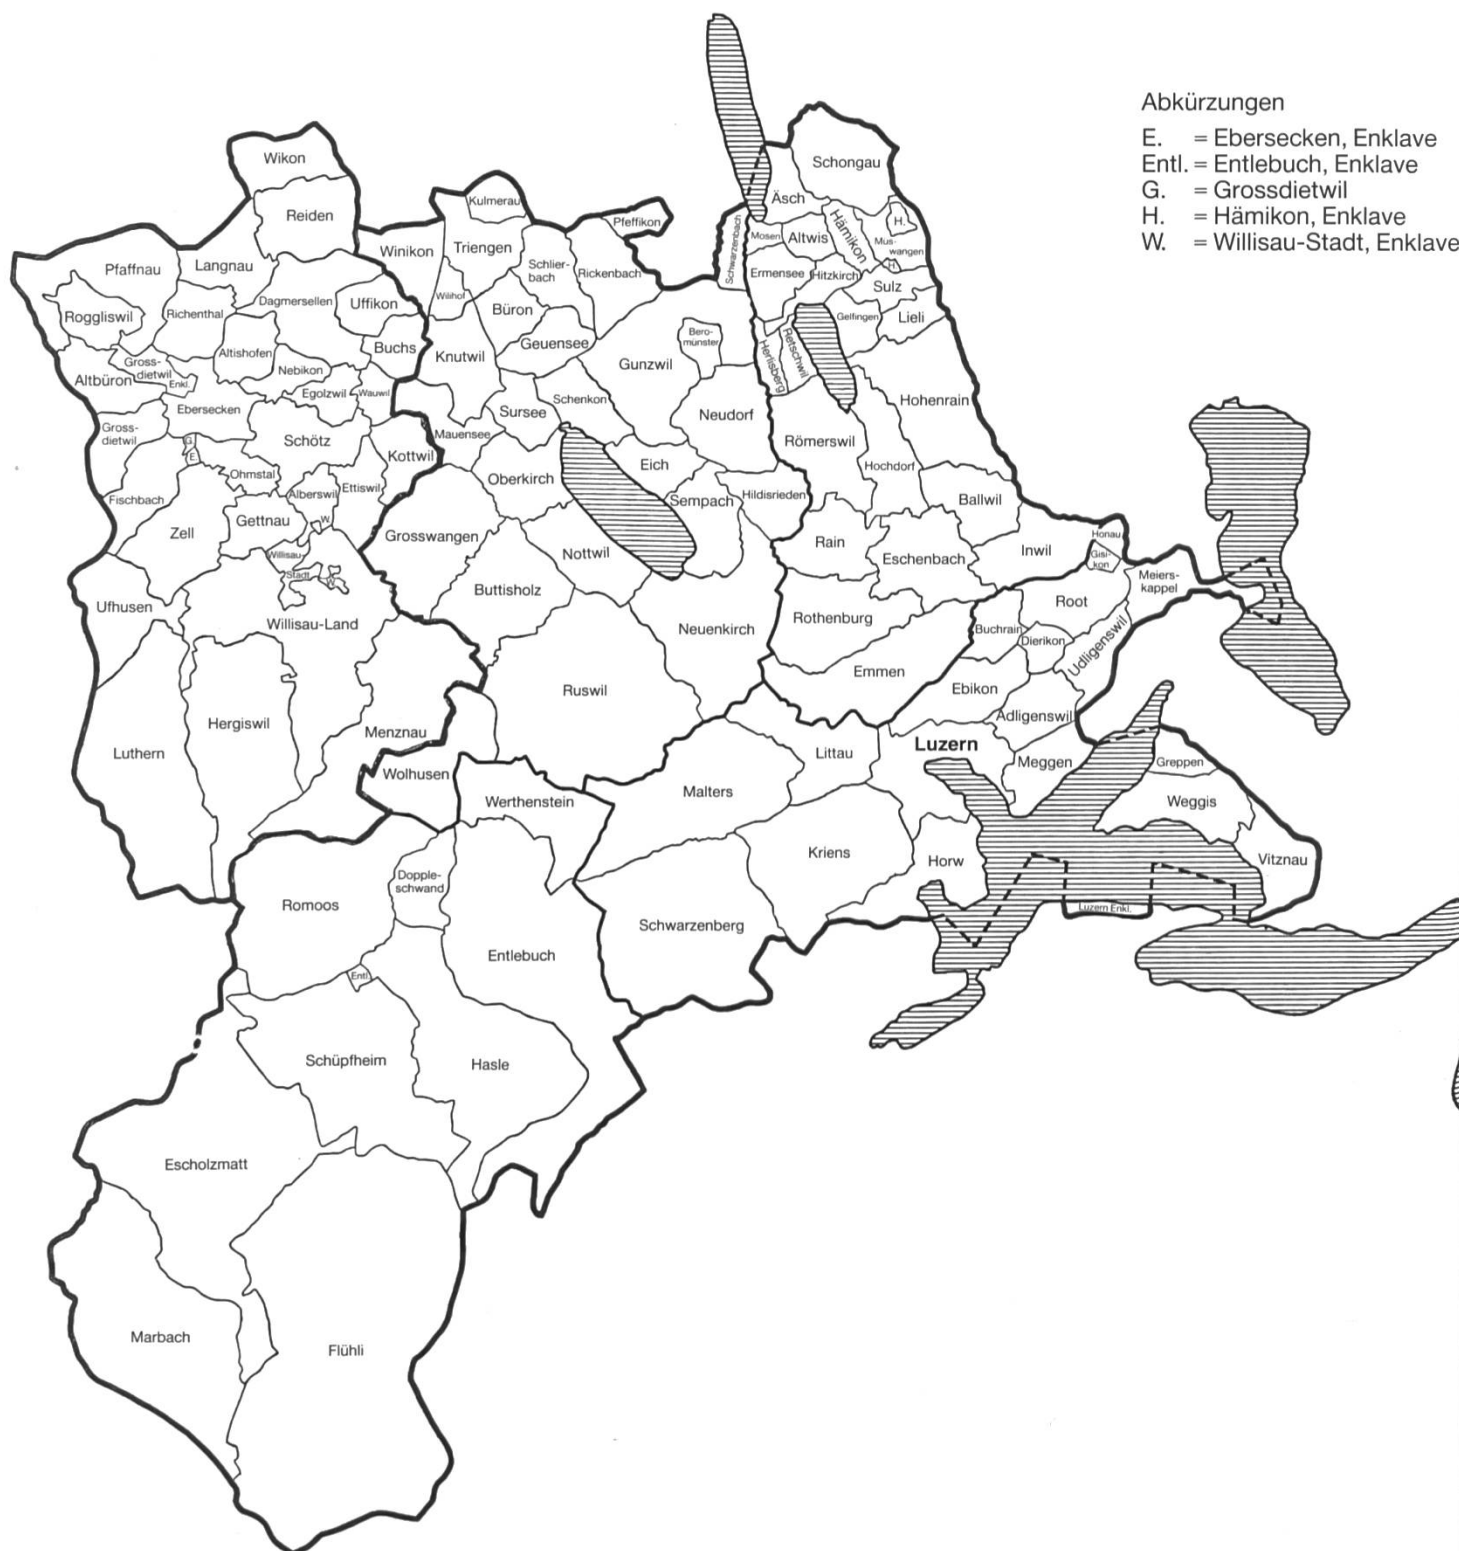 Abkürzungen
E. = Ebersecken, Enklave
Entl. = Entlebuch, Enklave
G. = Grossdietwil
H. = Hämikon, Enklave
W. = Willisau-Stadt, Enklave
Wikon
Reiden
Pfaffnau
Langnau
Roggliswil
Richenthal
Dagmersellen
Uffikon
Buchs
Altishofen
Nebikon
Altbüron
Gross-
dietwil
Enkl.
Egolzwil
Wauwil
Ebersecken
Gross-
dietwil
G.
E.
Schötz
Kottwil
Ohmstal
Fischbach
Alberswil
Ettiswil
Zell
Gettnau
W.
Willisau-
Stadt
W.
Ufhusen
Willisau-Land
Hergiswil
Luthern
Menznau
Kulmerau
Pfeffikon
Winikon
Triengen
Schlier-
bach
Rickenbach
Wilihof
Büron
Geuensee
Knutwil
Gunzwil
Bero-
münster
Schwarzenbach
Schenkon
Sursee
Neudorf
Mauensee
Oberkirch
Eich
Sempach
Hildisrieden
Grosswangen
Nottwil
Buttisholz
Neuenkirch
Ruswil
Wolhusen
Schongau
Äsch
Hämikon
H.
Mosen
Altwis
Mus-
wangen
H.
Ermensee
Hitzkirch
Sulz
Gelfingen
Lieli
Herlisberg
Retschwil
Hohenrain
Römerswil
Hochdorf
Ballwil
Rain
Eschenbach
Inwil
Rothenburg
Emmen
Honau
Gisi-
kon
Meiers-
kappel
Root
Buchrain
Dierikon
Udligenswil
Ebikon
Adligenswil
Littau
Luzern
Meggen
Greppen
Weggis
Malters
Kriens
Horw
Vitznau
Luzern Enkl.
Schwarzenberg
Werthenstein
Dopple-
schwand
Romoos
Entlebuch
Entl.
Schüpfheim
Hasle
Escholzmatt
Marbach
Flühli